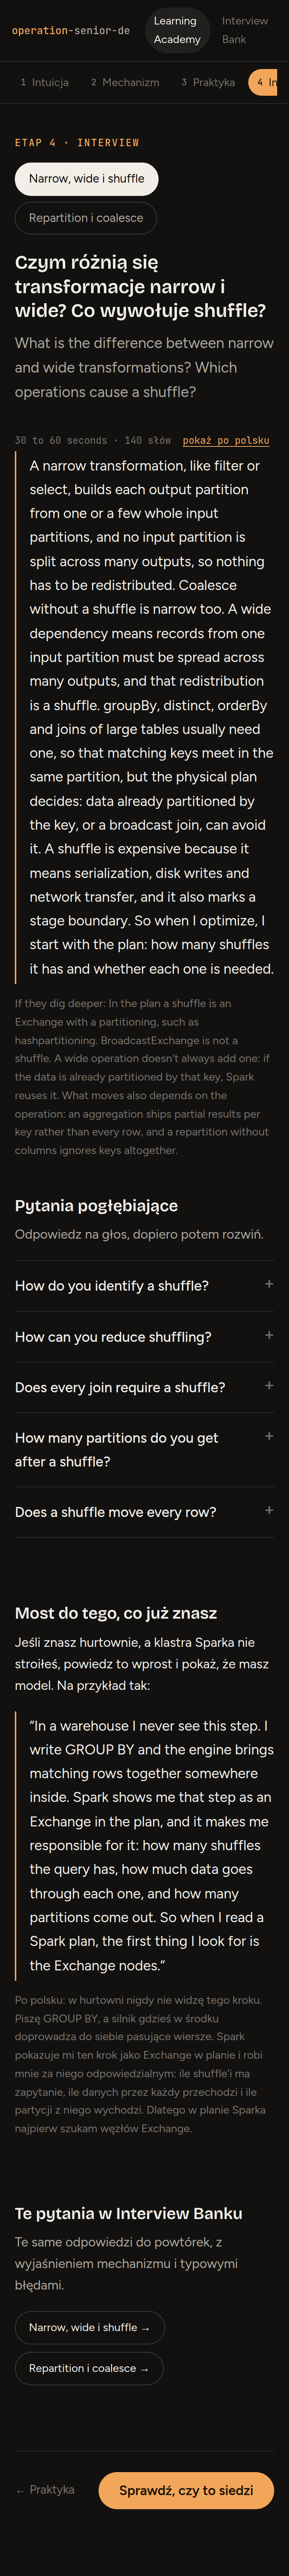 operation-senior-de
Learning
Academy
Interview
Bank
1 Intuicja
2 Mechanizm
3 Praktyka
4 In
ETAP 4 · INTERVIEW
Narrow, wide i shuffle
Repartition i coalesce
Czym różnią się
transformacje narrow i
wide? Co wywołuje shuffle?
What is the difference between narrow
and wide transformations? Which
operations cause a shuffle?
30 to 60 seconds · 140 słów pokaż po polsku
A narrow transformation, like filter or
select, builds each output partition
from one or a few whole input
partitions, and no input partition is
split across many outputs, so nothing
has to be redistributed. Coalesce
without a shuffle is narrow too. A wide
dependency means records from one
input partition must be spread across
many outputs, and that redistribution
is a shuffle. groupBy, distinct, orderBy
and joins of large tables usually need
one, so that matching keys meet in the
same partition, but the physical plan
decides: data already partitioned by
the key, or a broadcast join, can avoid
it. A shuffle is expensive because it
means serialization, disk writes and
network transfer, and it also marks a
stage boundary. So when I optimize, I
start with the plan: how many shuffles
it has and whether each one is needed.
If they dig deeper: In the plan a shuffle is an
Exchange with a partitioning, such as
hashpartitioning. BroadcastExchange is not a
shuffle. A wide operation doesn't always add one: if
the data is already partitioned by that key, Spark
reuses it. What moves also depends on the
operation: an aggregation ships partial results per
key rather than every row, and a repartition without
columns ignores keys altogether.
Pytania pogłębiające
Odpowiedz na głos, dopiero potem rozwiń.
How do you identify a shuffle? +
How can you reduce shuffling? +
Does every join require a shuffle? +
How many partitions do you get
after a shuffle? +
Does a shuffle move every row? +
Most do tego, co już znasz
Jeśli znasz hurtownie, a klastra Sparka nie
stroiłeś, powiedz to wprost i pokaż, że masz
model. Na przykład tak:
“In a warehouse I never see this step. I
write GROUP BY and the engine brings
matching rows together somewhere
inside. Spark shows me that step as an
Exchange in the plan, and it makes me
responsible for it: how many shuffles
the query has, how much data goes
through each one, and how many
partitions come out. So when I read a
Spark plan, the first thing I look for is
the Exchange nodes.”
Po polsku: w hurtowni nigdy nie widzę tego kroku.
Piszę GROUP BY, a silnik gdzieś w środku
doprowadza do siebie pasujące wiersze. Spark
pokazuje mi ten krok jako Exchange w planie i robi
mnie za niego odpowiedzialnym: ile shuffle'i ma
zapytanie, ile danych przez każdy przechodzi i ile
partycji z niego wychodzi. Dlatego w planie Sparka
najpierw szukam węzłów Exchange.
Te pytania w Interview Banku
Te same odpowiedzi do powtórek, z
wyjaśnieniem mechanizmu i typowymi
błędami.
Narrow, wide i shuffle →
Repartition i coalesce →
← Praktyka
Sprawdź, czy to siedzi